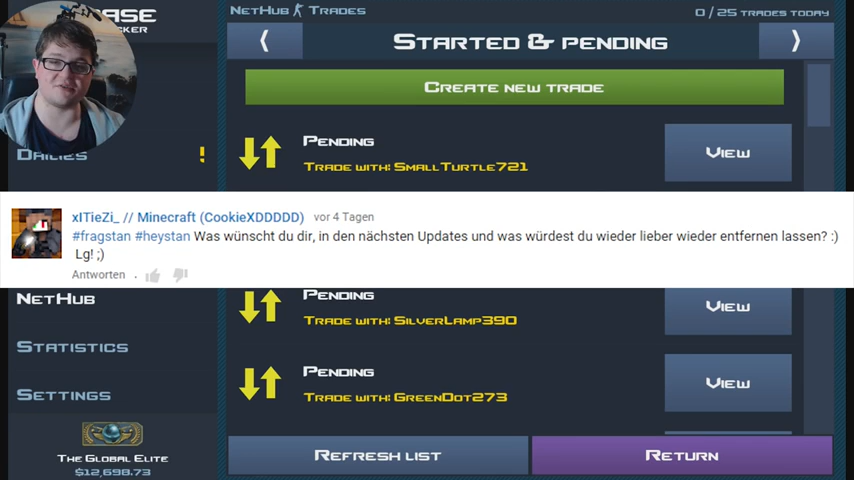 ASE
NetHub Trades
0 / 25 trades today
CKER
⟨ Started & pending ⟩
Create new trade
Pending
Dailies !
Trade with: SmallTurtle721
View
xITieZi_ // Minecraft (CookieXDDDDD) vor 4 Tagen
#fragstan #heystan Was wünscht du dir, in den nächsten Updates und was würdest du wieder lieber wieder entfernen lassen? :)
Lg! ;)
Antworten .
NetHub
Pending
Trade with: SilverLamp390
View
Statistics
Pending
Trade with: GreenDot273
View
Settings
The Global Elite
$12,698.73
Refresh list
Return